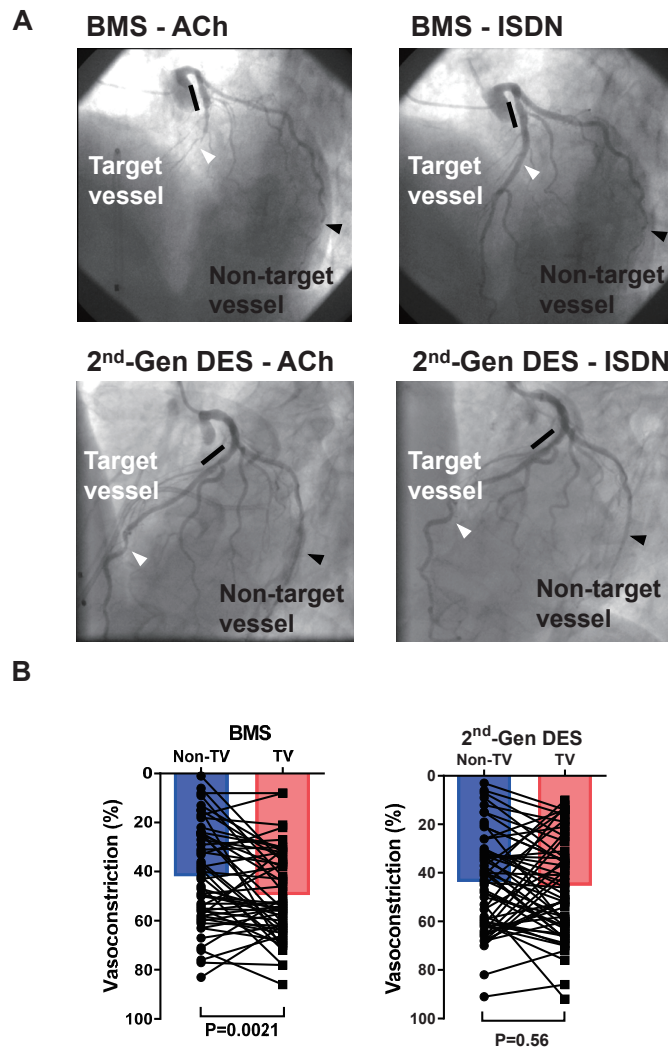 A
BMS - ACh
BMS - ISDN
Target
vessel
Non-target
vessel
Target
vessel
Non-target
vessel
2nd-Gen DES - ACh
2nd-Gen DES - ISDN
Target
vessel
Non-target
vessel
Target
vessel
Non-target
vessel
B
BMS
Non-TV TV
Vasoconstriction (%)
0
20
40
60
80
100
P=0.0021
2nd-Gen DES
Non-TV TV
Vasoconstriction (%)
0
20
40
60
80
100
P=0.56